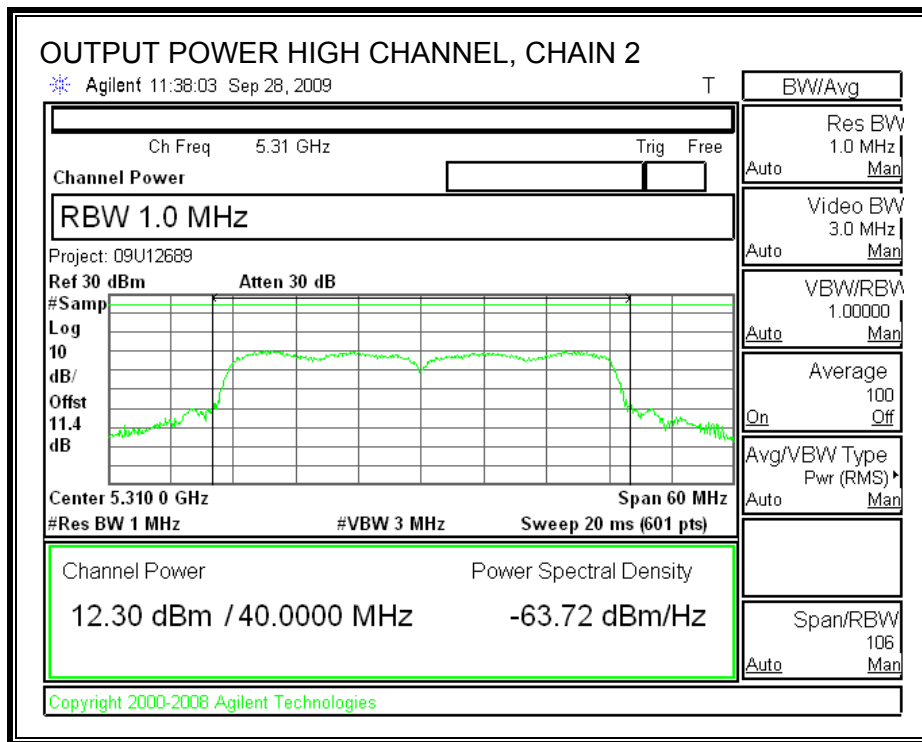 OUTPUT POWER HIGH CHANNEL, CHAIN 2
Agilent 11:38:03 Sep 28, 2009 T
Ch Freq 5.31 GHz Trig Free
Channel Power
RBW 1.0 MHz
Project: 09U12689
Ref 30 dBm Atten 30 dB
#Samp
Log
10
dB/
Offst
11.4
dB
Center 5.310 0 GHz Span 60 MHz
#Res BW 1 MHz #VBW 3 MHz Sweep 20 ms (601 pts)
Channel Power Power Spectral Density
12.30 dBm / 40.0000 MHz -63.72 dBm/Hz
Copyright 2000-2008 Agilent Technologies
BW/Avg
Res BW
1.0 MHz
Auto Man
Video BW
3.0 MHz
Auto Man
VBW/RBW
1.00000
Auto Man
Average
100
On Off
Avg/VBW Type
Pwr (RMS)
Auto Man
Span/RBW
106
Auto Man